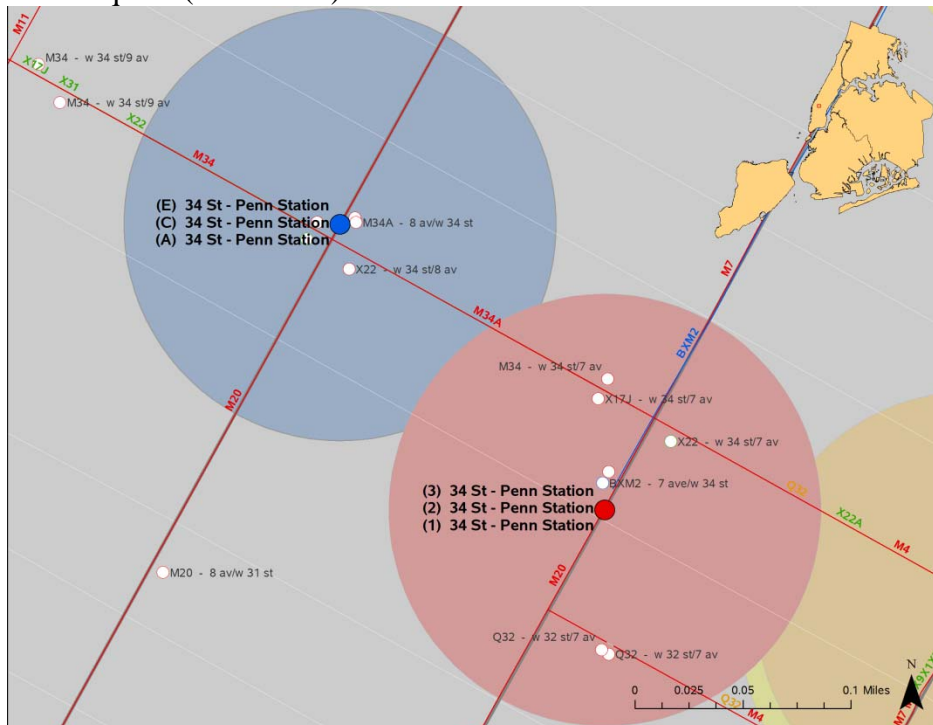 M11
M34 - w 34 st/9 av
X17J
X31
M34 - w 34 st/9 av
X22
M34
(E) 34 St - Penn Station
(C) 34 St - Penn Station
M34A - 8 av/w 34 st
(A) 34 St - Penn Station
X22 - w 34 st/8 av
M7
M34A
BXM2
M34 - w 34 st/7 av
M20
X17J - w 34 st/7 av
X22 - w 34 st/7 av
BXM2 - 7 ave/w 34 st
(3) 34 St - Penn Station
(2) 34 St - Penn Station
(1) 34 St - Penn Station
Q32
X22A
M4
M20 - 8 av/w 31 st
M20
Q32 - w 32 st/7 av
Q32 - w 32 st/7 av
N
0 0.025 0.05 0.1 Miles
Q32
M4
M7